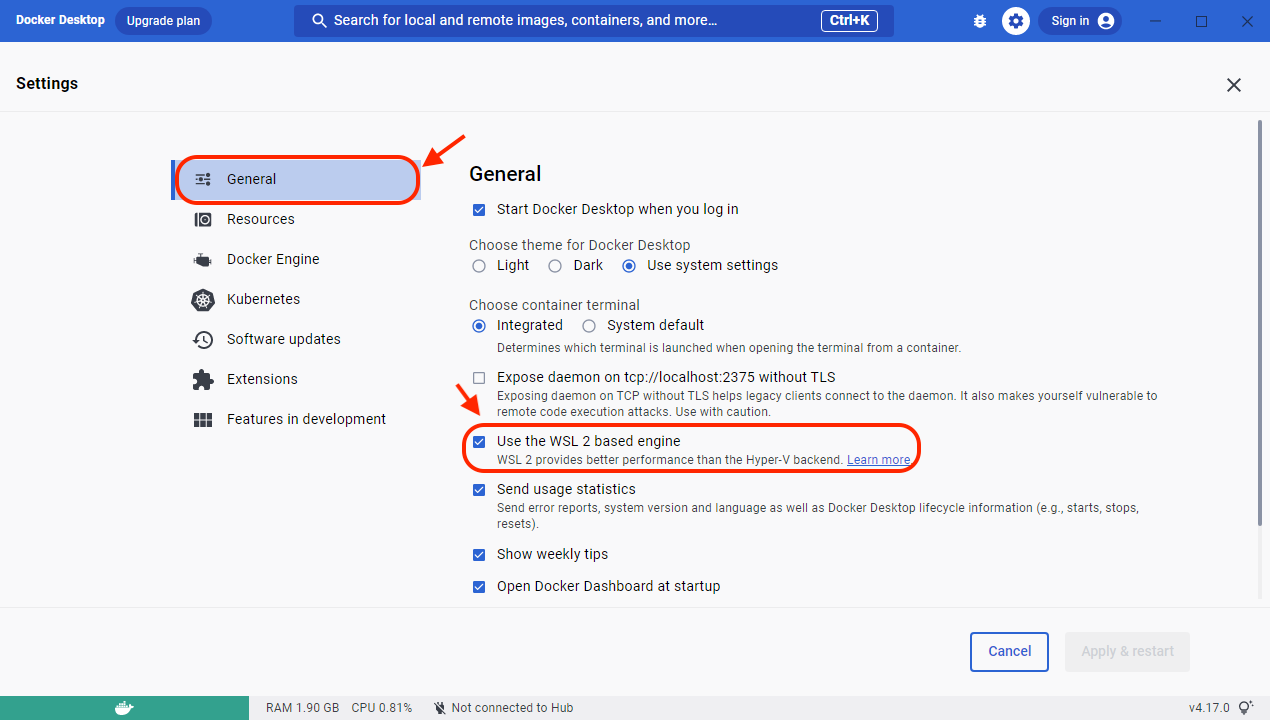 Docker Desktop
Upgrade plan
Search for local and remote images, containers, and more...
Ctrl+K
Sign in
Settings
General
Resources
Docker Engine
Kubernetes
Software updates
Extensions
Features in development
General
Start Docker Desktop when you log in
Choose theme for Docker Desktop
Light Dark Use system settings
Choose container terminal
Integrated System default
Determines which terminal is launched when opening the terminal from a container.
Expose daemon on tcp://localhost:2375 without TLS
Exposing daemon on TCP without TLS helps legacy clients connect to the daemon. It also makes yourself vulnerable to
remote code execution attacks. Use with caution.
Use the WSL 2 based engine
WSL 2 provides better performance than the Hyper-V backend. Learn more.
Send usage statistics
Send error reports, system version and language as well as Docker Desktop lifecycle information (e.g., starts, stops,
resets).
Show weekly tips
Open Docker Dashboard at startup
Cancel
Apply & restart
RAM 1.90 GB CPU 0.81% Not connected to Hub
v4.17.0